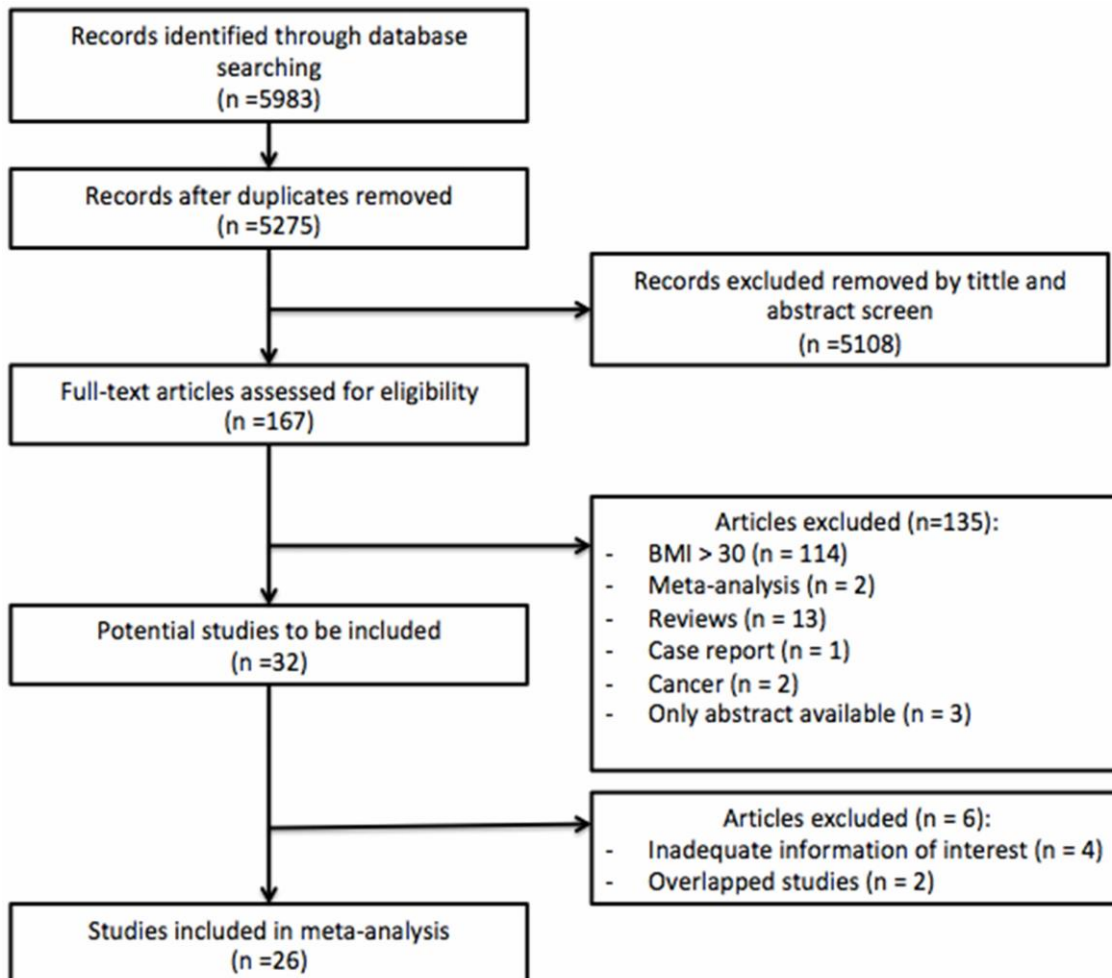 Records identified through database
searching
(n =5983)
Records after duplicates removed
(n =5275)
Records excluded removed by tittle and
abstract screen
(n =5108)
Full-text articles assessed for eligibility
(n =167)
Articles excluded (n=135):
- BMI > 30 (n = 114)
- Meta-analysis (n = 2)
- Reviews (n = 13)
- Case report (n = 1)
- Cancer (n = 2)
- Only abstract available (n = 3)
Potential studies to be included
(n =32)
Articles excluded (n = 6):
- Inadequate information of interest (n = 4)
- Overlapped studies (n = 2)
Studies included in meta-analysis
(n =26)